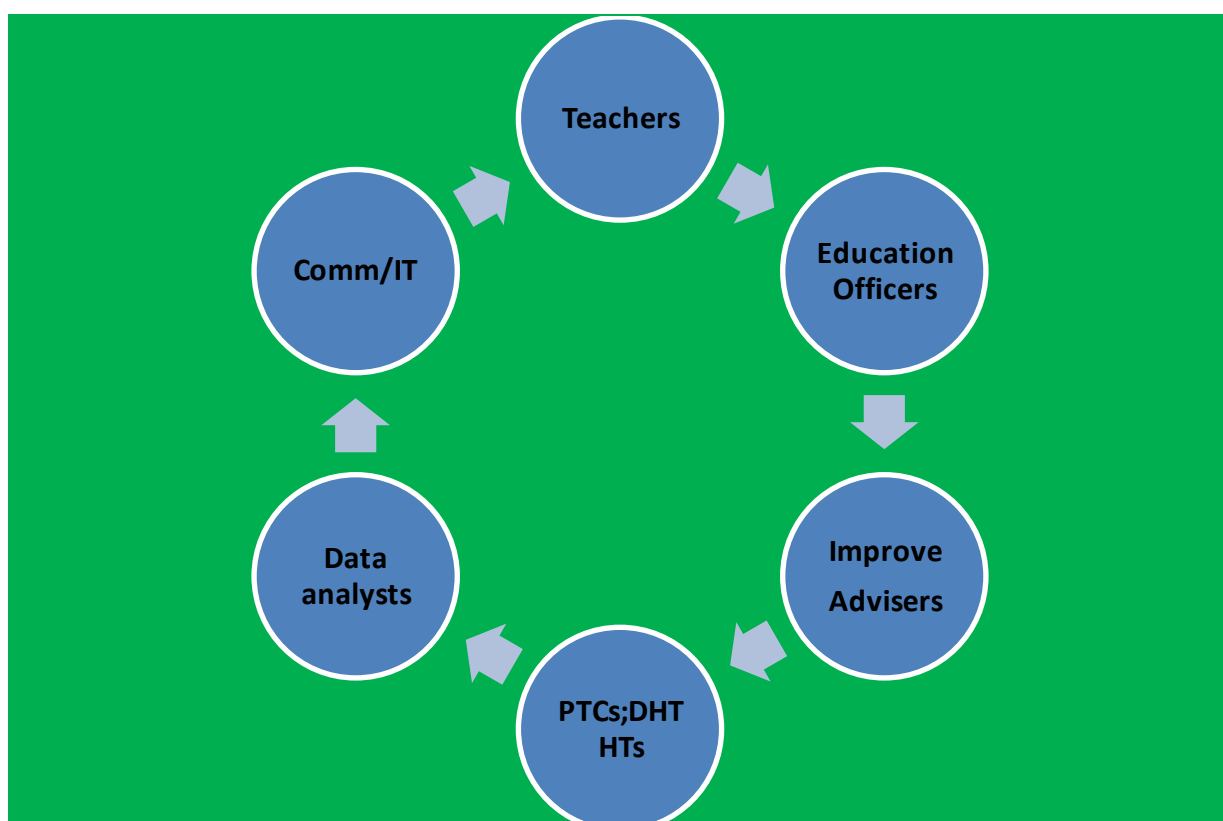 Teachers
Education
Officers
Improve
Advisers
PTCs;DHT
HTs
Data
analysts
Comm/IT